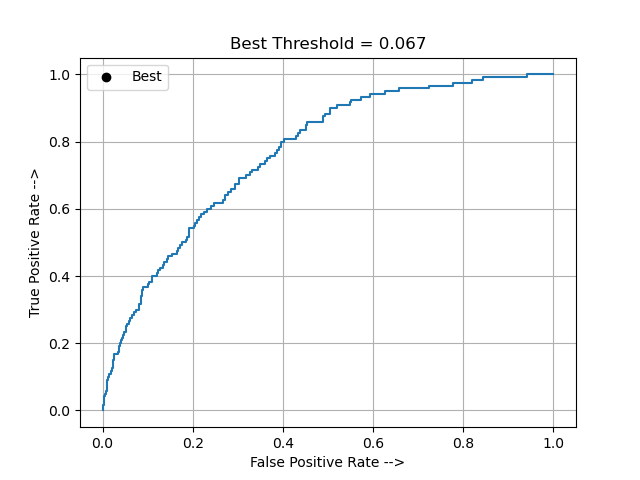 Best Threshold = 0.067
Best
True Positive Rate -->
1.0
0.8
0.6
0.4
0.2
0.0
0.0 0.2 0.4 0.6 0.8 1.0
False Positive Rate -->